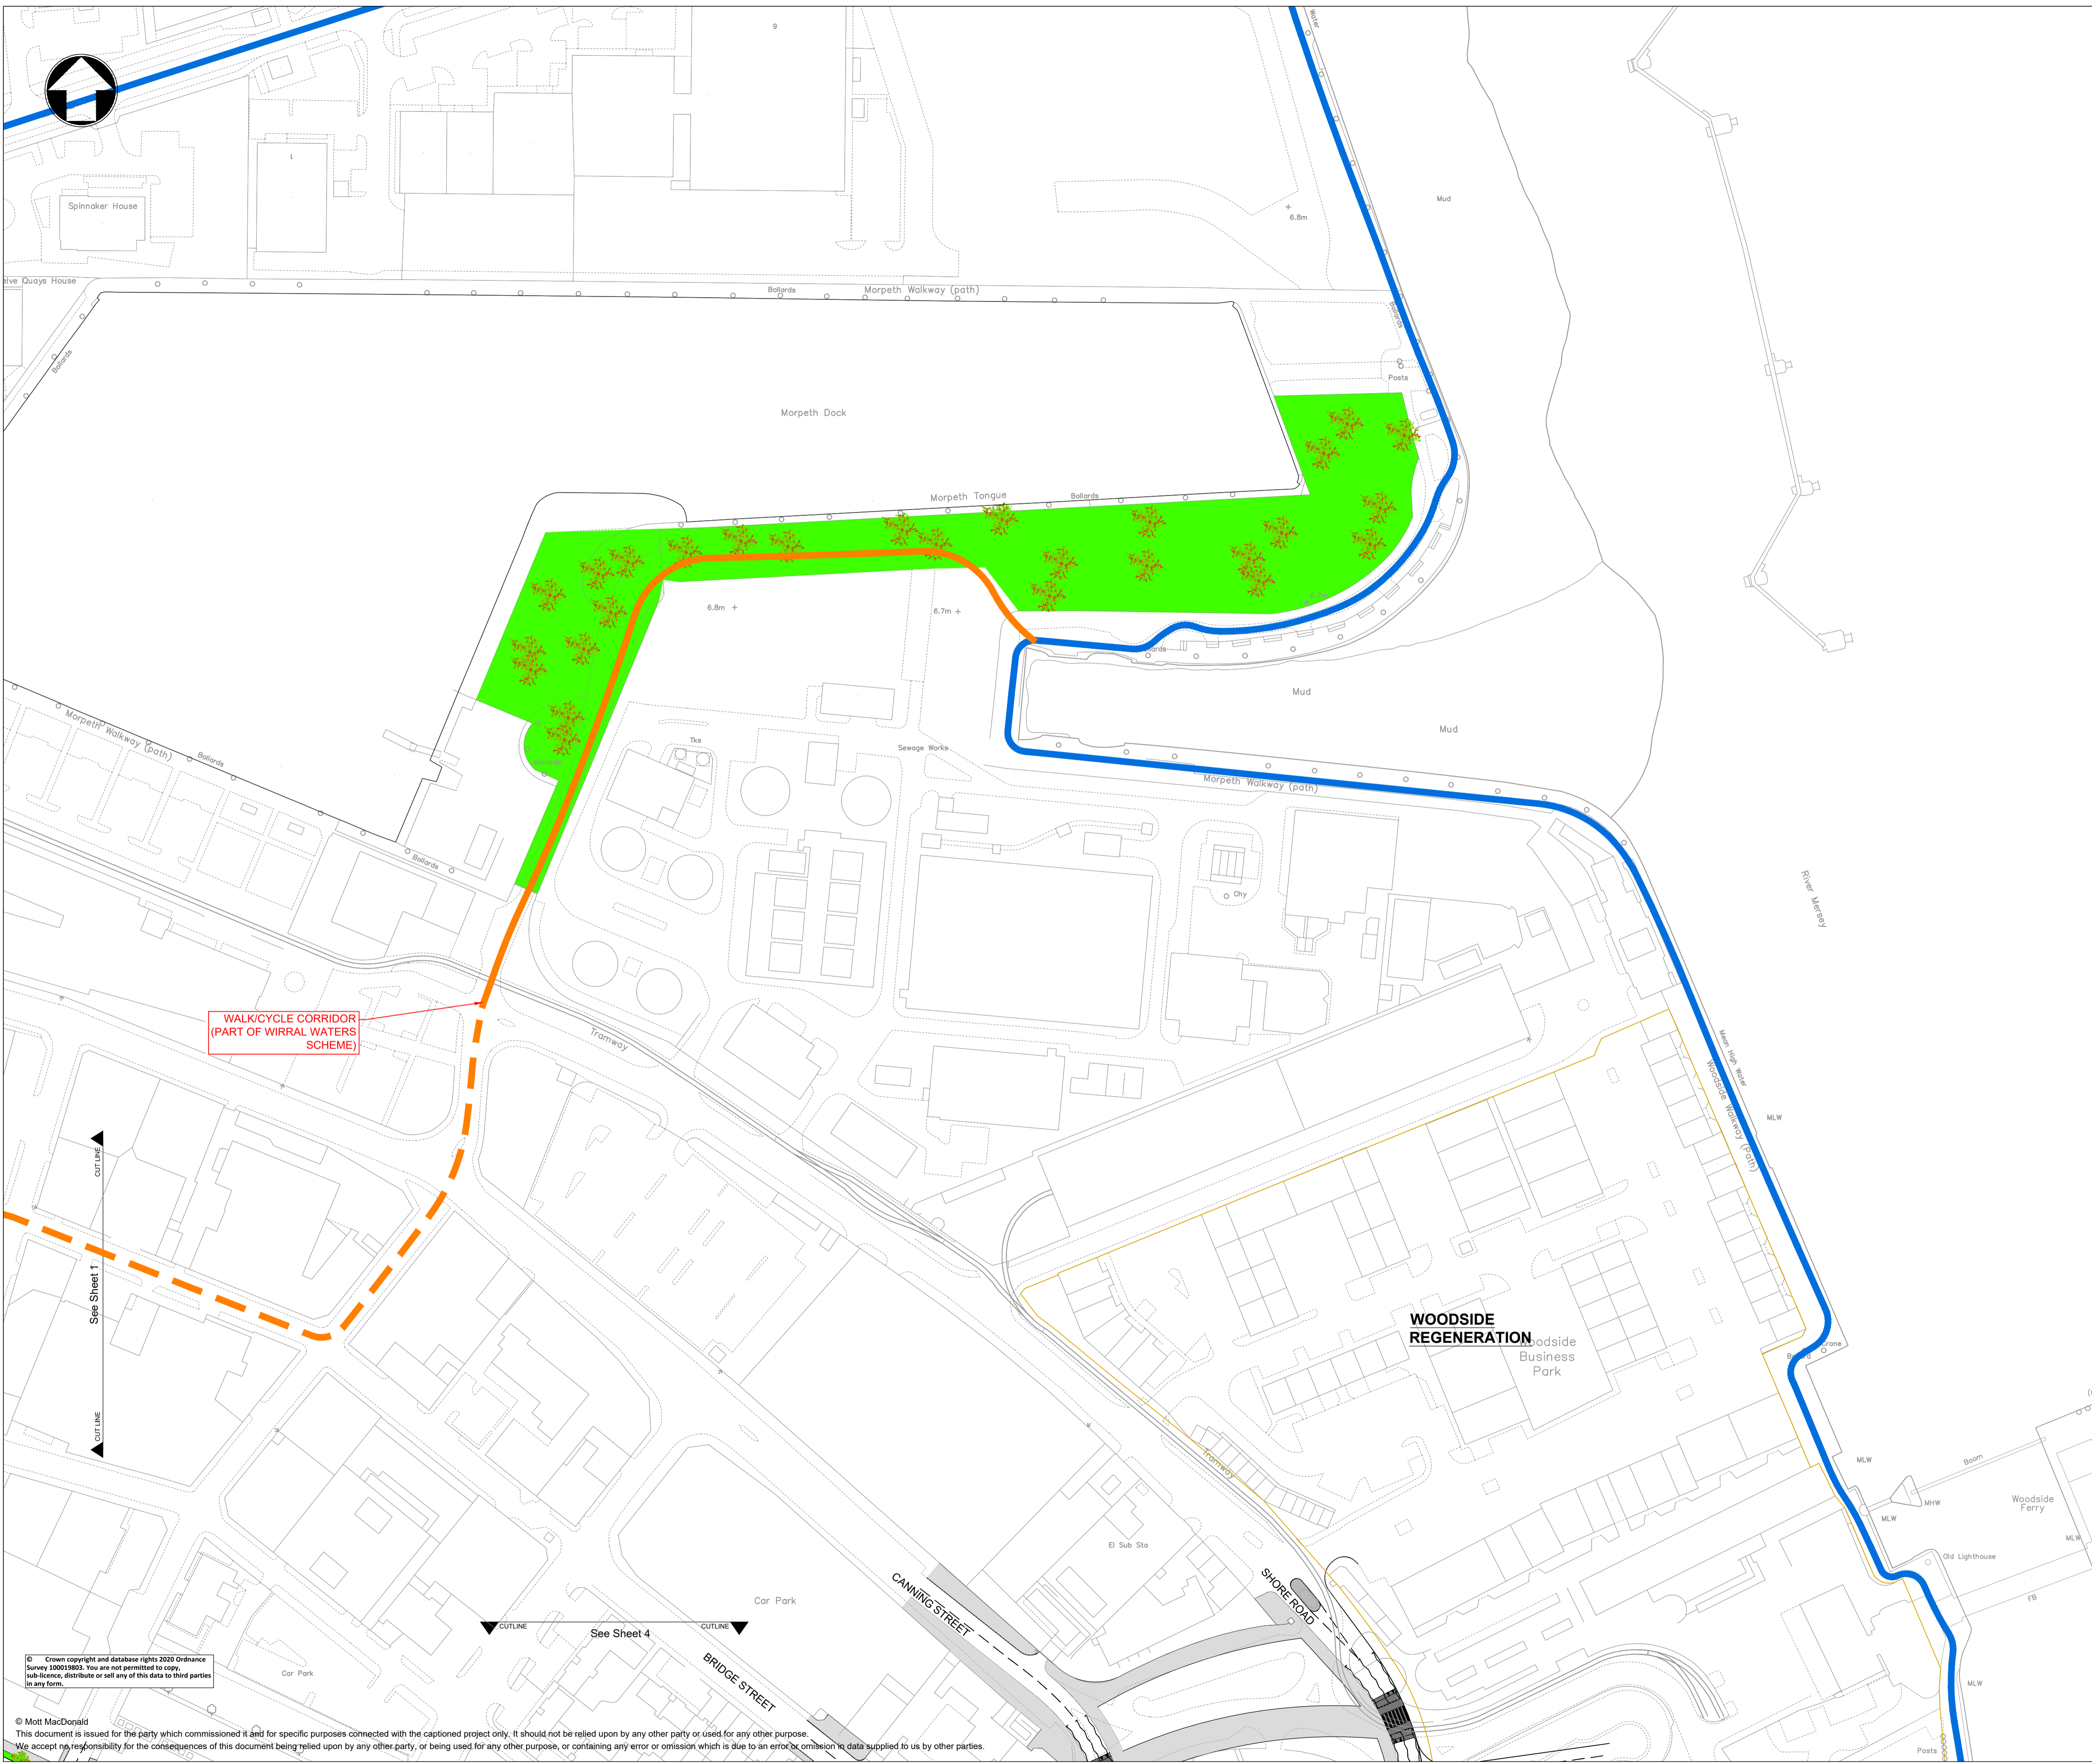 9
Water
1
Spinnaker House
Mud
6.8m
elve Quays House
Bollards
Morpeth Walkway (path)
Bollards
Bollards
Posts
Morpeth Dock
Morpeth Tongue
Bollards
6.8m
6.7m
Mud
Mud
Morpeth Walkway (path)
Bollards
Tks
Sewage Works
Morpeth Walkway (path)
Bollards
Chy
River Mersey
WALK/CYCLE CORRIDOR
(PART OF WIRRAL WATERS
SCHEME)
Tramway
Mean High Water
Woodside Walkway (Path)
MLW
CUT LINE
See Sheet 1
CUT LINE
WOODSIDE
REGENERATION
Woodside
Business
Park
Crane
Tramway
MLW
Boom
MHW
Woodside
Ferry
MLW
MLW
El Sub Sta
Old Lighthouse
FB
SHORE ROAD
CANNING STREET
Car Park
CUTLINE
See Sheet 4
CUTLINE
BRIDGE STREET
Car Park
MLW
Posts
© Crown copyright and database rights 2020 Ordnance
Survey 100019803. You are not permitted to copy,
sub-licence, distribute or sell any of this data to third parties
in any form.
© Mott MacDonald
This document is issued for the party which commissioned it and for specific purposes connected with the captioned project only. It should not be relied upon by any other party or used for any other purpose.
We accept no responsibility for the consequences of this document being relied upon by any other party, or being used for any other purpose, or containing any error or omission which is due to an error or omission in data supplied to us by other parties.